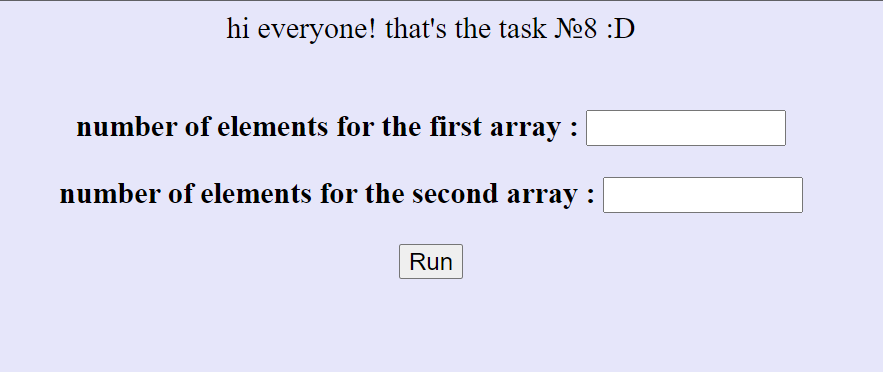 hi everyone! that's the task №8 :D
number of elements for the first array :
number of elements for the second array :
Run